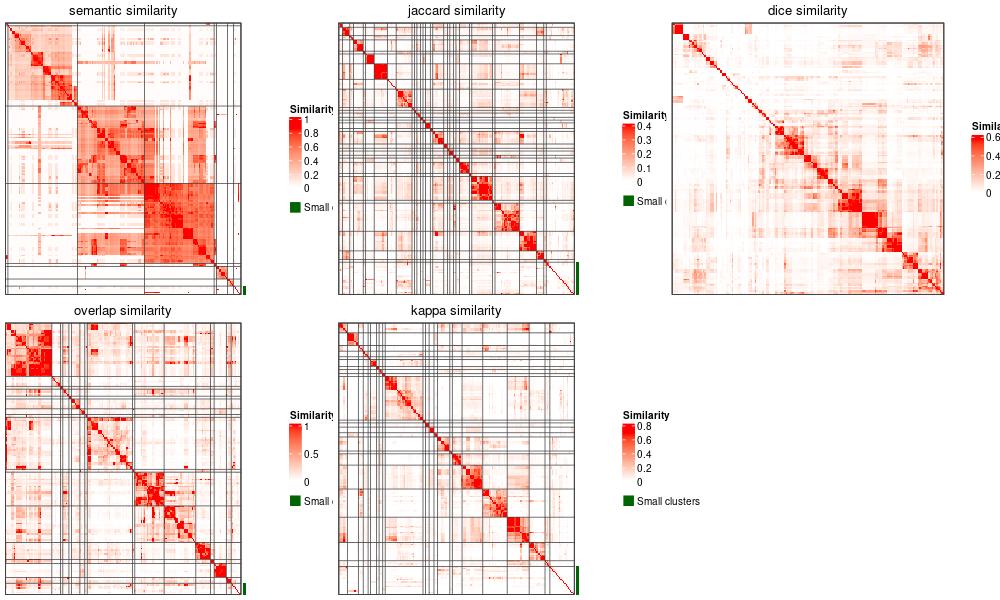 semantic similarity
Similarity
1
0.8
0.6
0.4
0.2
0
Small
jaccard similarity
Similarity
0.4
0.3
0.2
0.1
0
Small
dice similarity
Simila
0.6
0.4
0.2
0
overlap similarity
Similarity
1
0.5
0
Small
kappa similarity
Similarity
0.8
0.6
0.4
0.2
0
Small clusters